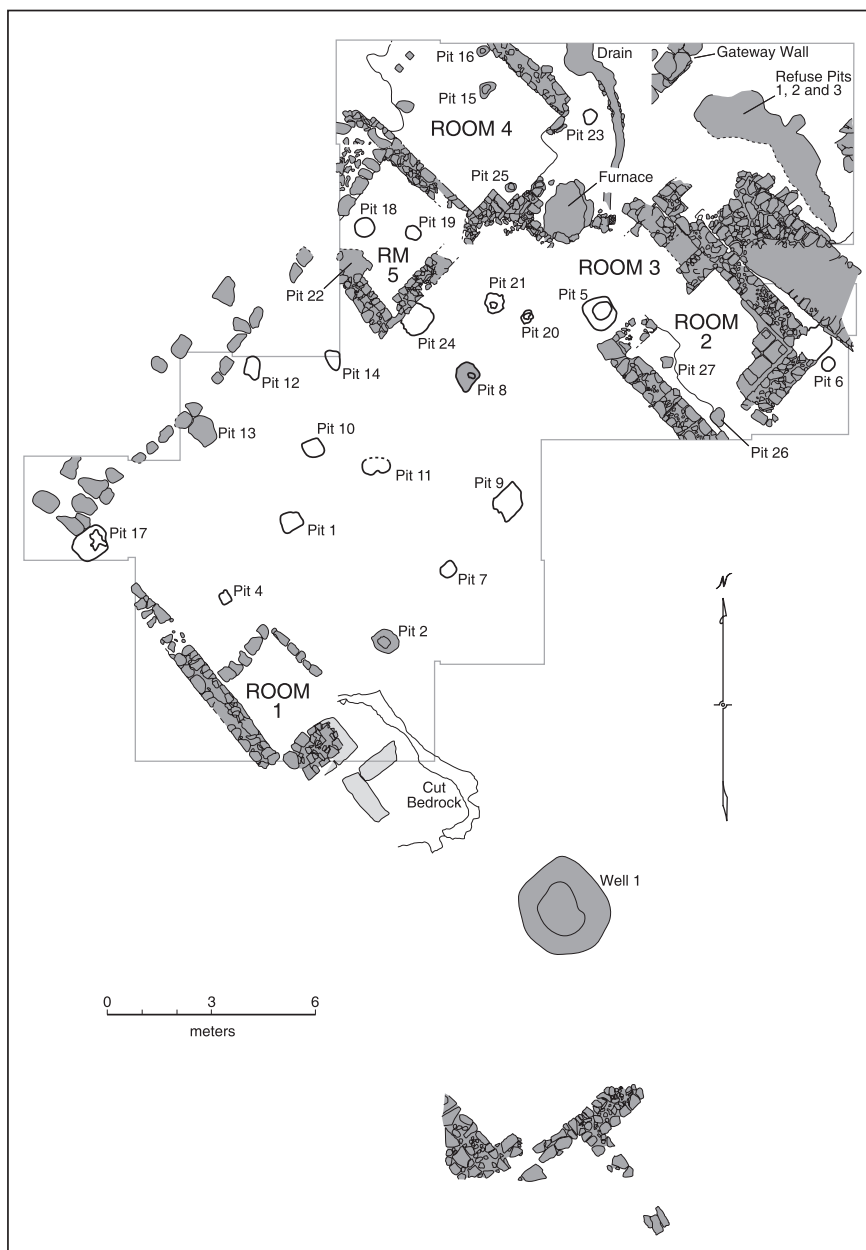 Pit 16
Drain
Gateway Wall
Refuse Pits
1, 2 and 3
Pit 15
ROOM 4
Pit 23
Pit 25
Furnace
Pit 18
Pit 19
RM
5
ROOM 3
Pit 22
Pit 21
Pit 5
Pit 20
ROOM
2
Pit 24
Pit 12
Pit 14
Pit 8
Pit 27
Pit 6
Pit 13
Pit 10
Pit 26
Pit 11
Pit 9
Pit 17
Pit 1
Pit 7
Pit 4
N
Pit 2
ROOM
1
Cut
Bedrock
Well 1
0 3 6
meters